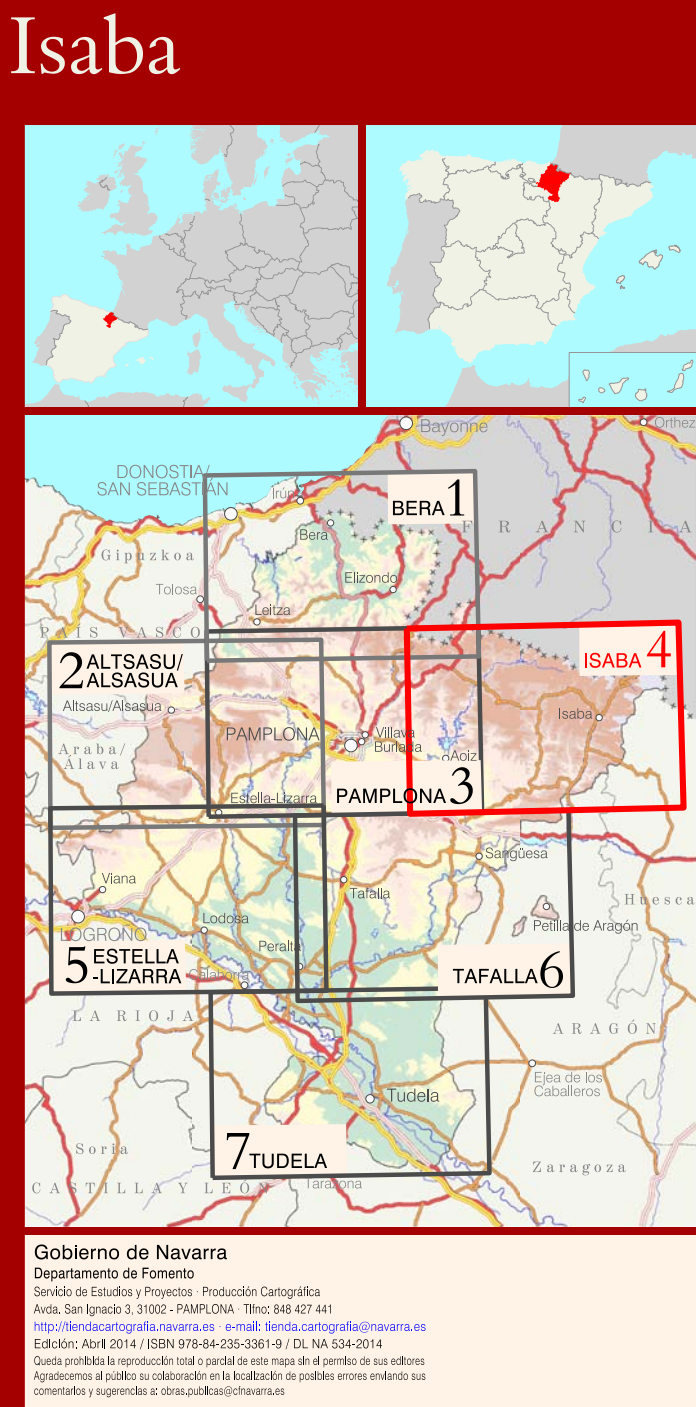 Isaba
Bayonne
Orthez
DONOSTIA/
SAN SEBASTIÁN
Irún
BERA 1
FRANCIA
Bera
Gipuzkoa
Elizondo
Tolosa
Leitza
PAÍS VASCO
ISABA 4
2 ALTSASU/
ALSASUA
Altsasu/Alsasua
Isaba
PAMPLONA
Villava
Burlada
Araba/
Álava
Aoiz
PAMPLONA 3
Estella-Lizarra
Sangüesa
Viana
Tafalla
Huesca
Lodosa
Petilla de Aragón
LOGROÑO
Peralta
5 ESTELLA
-LIZARRA
Calahorra
TAFALLA 6
LA RIOJA
ARAGÓN
Ejea de los
Caballeros
Tudela
Soria
7 TUDELA
Zaragoza
CASTILLA Y LEÓN
Tarazona
Gobierno de Navarra
Departamento de Fomento
Servicio de Estudios y Proyectos · Producción Cartográfica
Avda. San Ignacio 3, 31002 - PAMPLONA · Tlfno: 848 427 441
http://tiendacartografia.navarra.es · e-mail: tienda.cartografia@navarra.es
Edición: Abril 2014 / ISBN 978-84-235-3361-9 / DL NA 534-2014
Queda prohibida la reproducción total o parcial de este mapa sin el permiso de sus editores
Agradecemos al público su colaboración en la localización de posibles errores enviando sus
comentarios y sugerencias a: obras.publicas@cfnavarra.es